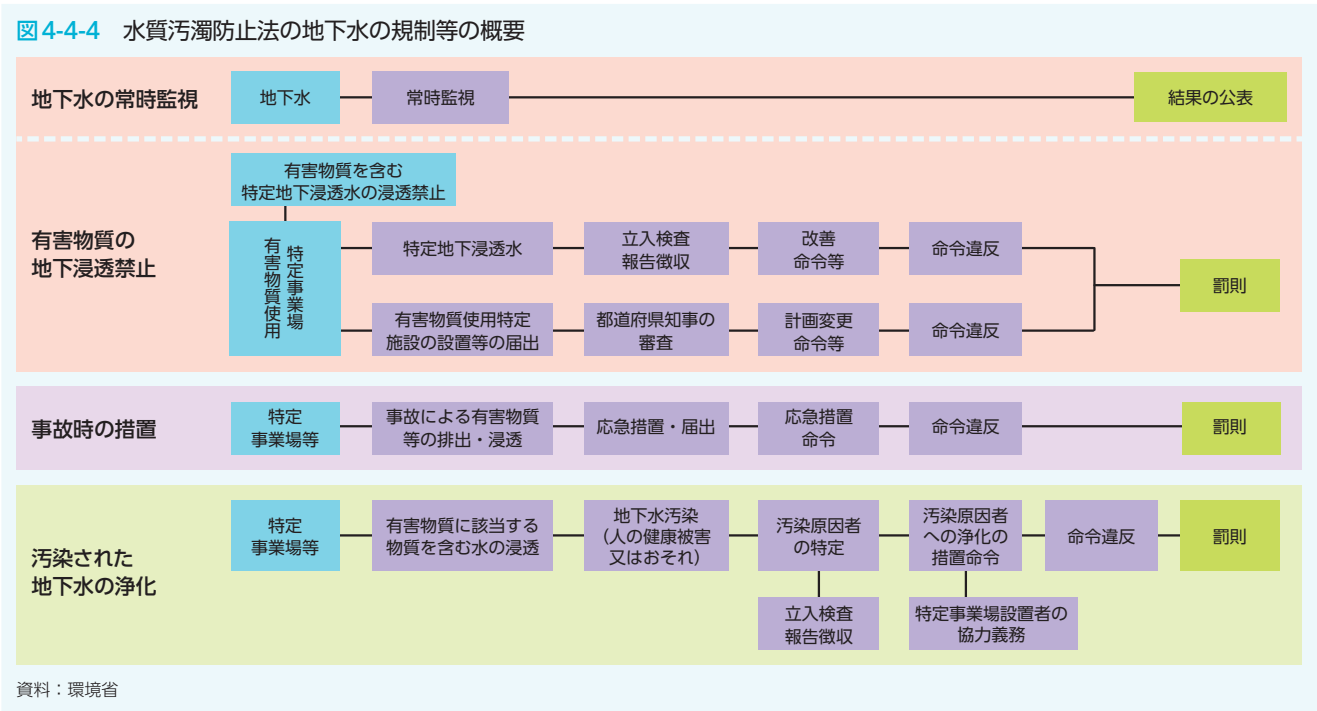 図4-4-4 水質汚濁防止法の地下水の規制等の概要
地下水の常時監視
地下水
常時監視
結果の公表
有害物質の
地下浸透禁止
有害物質を含む
特定地下浸透水の浸透禁止
有害物質使用
特定事業場
特定地下浸透水
立入検査
報告徴収
改善
命令等
命令違反
有害物質使用特定
施設の設置等の届出
都道府県知事の
審査
計画変更
命令等
命令違反
罰則
事故時の措置
特定
事業場等
事故による有害物質
等の排出・浸透
応急措置・届出
応急措置
命令
命令違反
罰則
汚染された
地下水の浄化
特定
事業場等
有害物質に該当する
物質を含む水の浸透
地下水汚染
(人の健康被害
又はおそれ)
汚染原因者
の特定
汚染原因者
への浄化の
措置命令
命令違反
罰則
立入検査
報告徴収
特定事業場設置者の
協力義務
資料：環境省